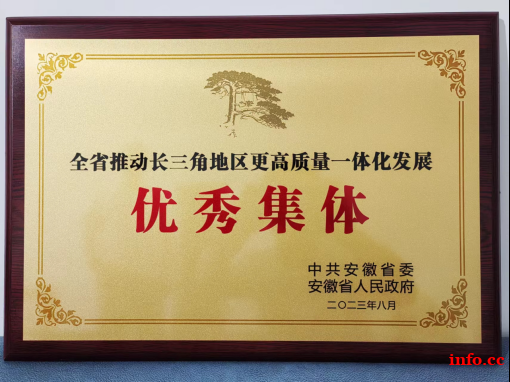 全省推动长三角地区更高质量一体化发展
优秀集体
中共安徽省委
安徽省人民政府
二〇二三年八月
info.cc